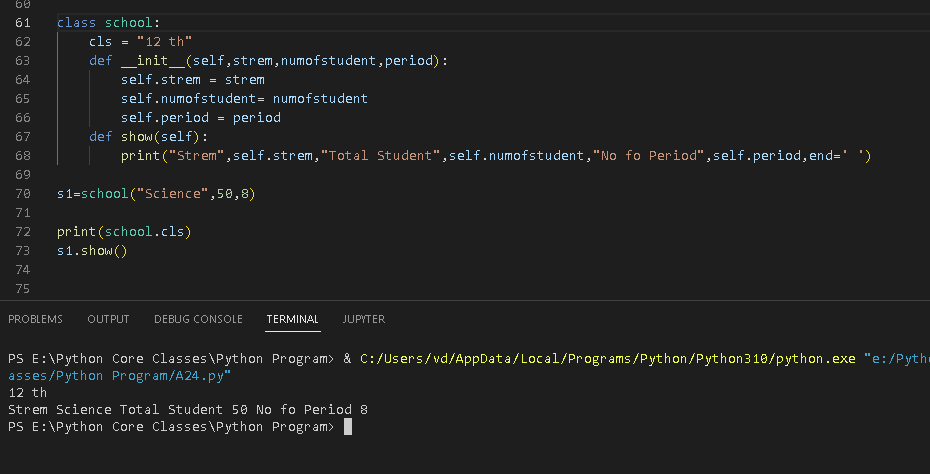 60
61 class school:
62     cls = "12 th"
63     def __init__(self,strem,numofstudent,period):
64         self.strem = strem
65         self.numofstudent= numofstudent
66         self.period = period
67     def show(self):
68         print("Strem",self.strem,"Total Student",self.numofstudent,"No fo Period",self.period,end=' ')
69
70 s1=school("Science",50,8)
71
72 print(school.cls)
73 s1.show()
74
75
PROBLEMS OUTPUT DEBUG CONSOLE TERMINAL JUPYTER
PS E:\Python Core Classes\Python Program> & C:/Users/vd/AppData/Local/Programs/Python/Python310/python.exe "e:/Pyth
asses/Python Program/A24.py"
12 th
Strem Science Total Student 50 No fo Period 8
PS E:\Python Core Classes\Python Program>